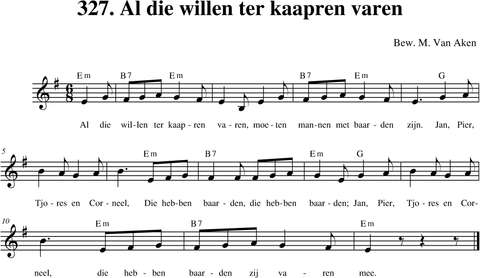 327. Al die willen ter kaapren varen
Bew. M. Van Aken
Em B7 Em B7 Em G
6 8
Al die wil-len ter kaap-ren va-ren, moe-ten man-nen met baar-den zijn. Jan, Pier,
5 Em B7 Em G
Tjo-res en Cor-neel, Die heb-ben baar-den, die heb-ben baar-den; Jan, Pier, Tjo-res en Cor-
10 Em B7 Em
neel, die heb-ben baar-den zij va-ren mee.